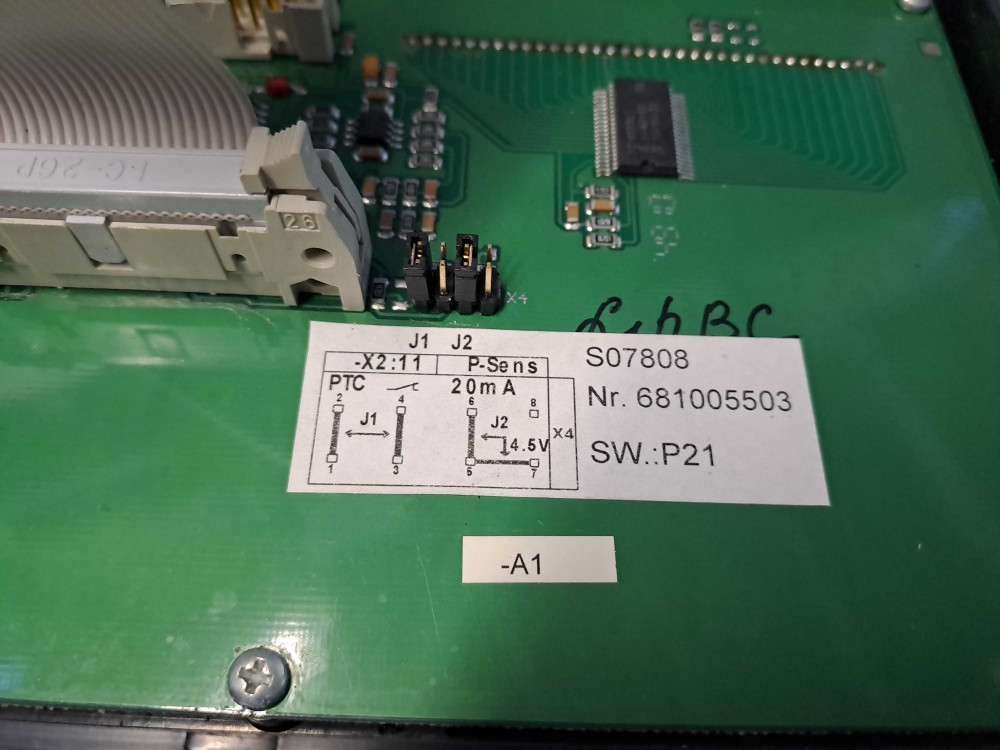 FC-26P
26
X4
J1 J2
-X2:11 P-Sens
PTC 20mA
2 4 6 8
J1 J2
4.5V
X4
1 3 5 7
S07808
Nr. 681005503
SW.:P21
-A1